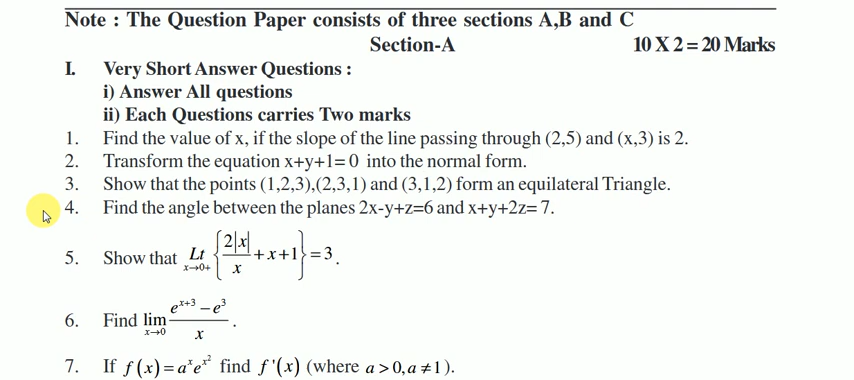 Note : The Question Paper consists of three sections A,B and C
Section-A 10 X 2 = 20 Marks
I. Very Short Answer Questions :
i) Answer All questions
ii) Each Questions carries Two marks
1. Find the value of x, if the slope of the line passing through (2,5) and (x,3) is 2.
2. Transform the equation x+y+1= 0 into the normal form.
3. Show that the points (1,2,3),(2,3,1) and (3,1,2) form an equilateral Triangle.
4. Find the angle between the planes 2x-y+z=6 and x+y+2z= 7.
5. Show that Lt x→0+ {2|x|/x + x + 1} = 3 .
6. Find lim x→0 (eˣ⁺³ − e³)/x .
7. If f(x) = aˣe^x² find f '(x) (where a > 0, a ≠ 1).